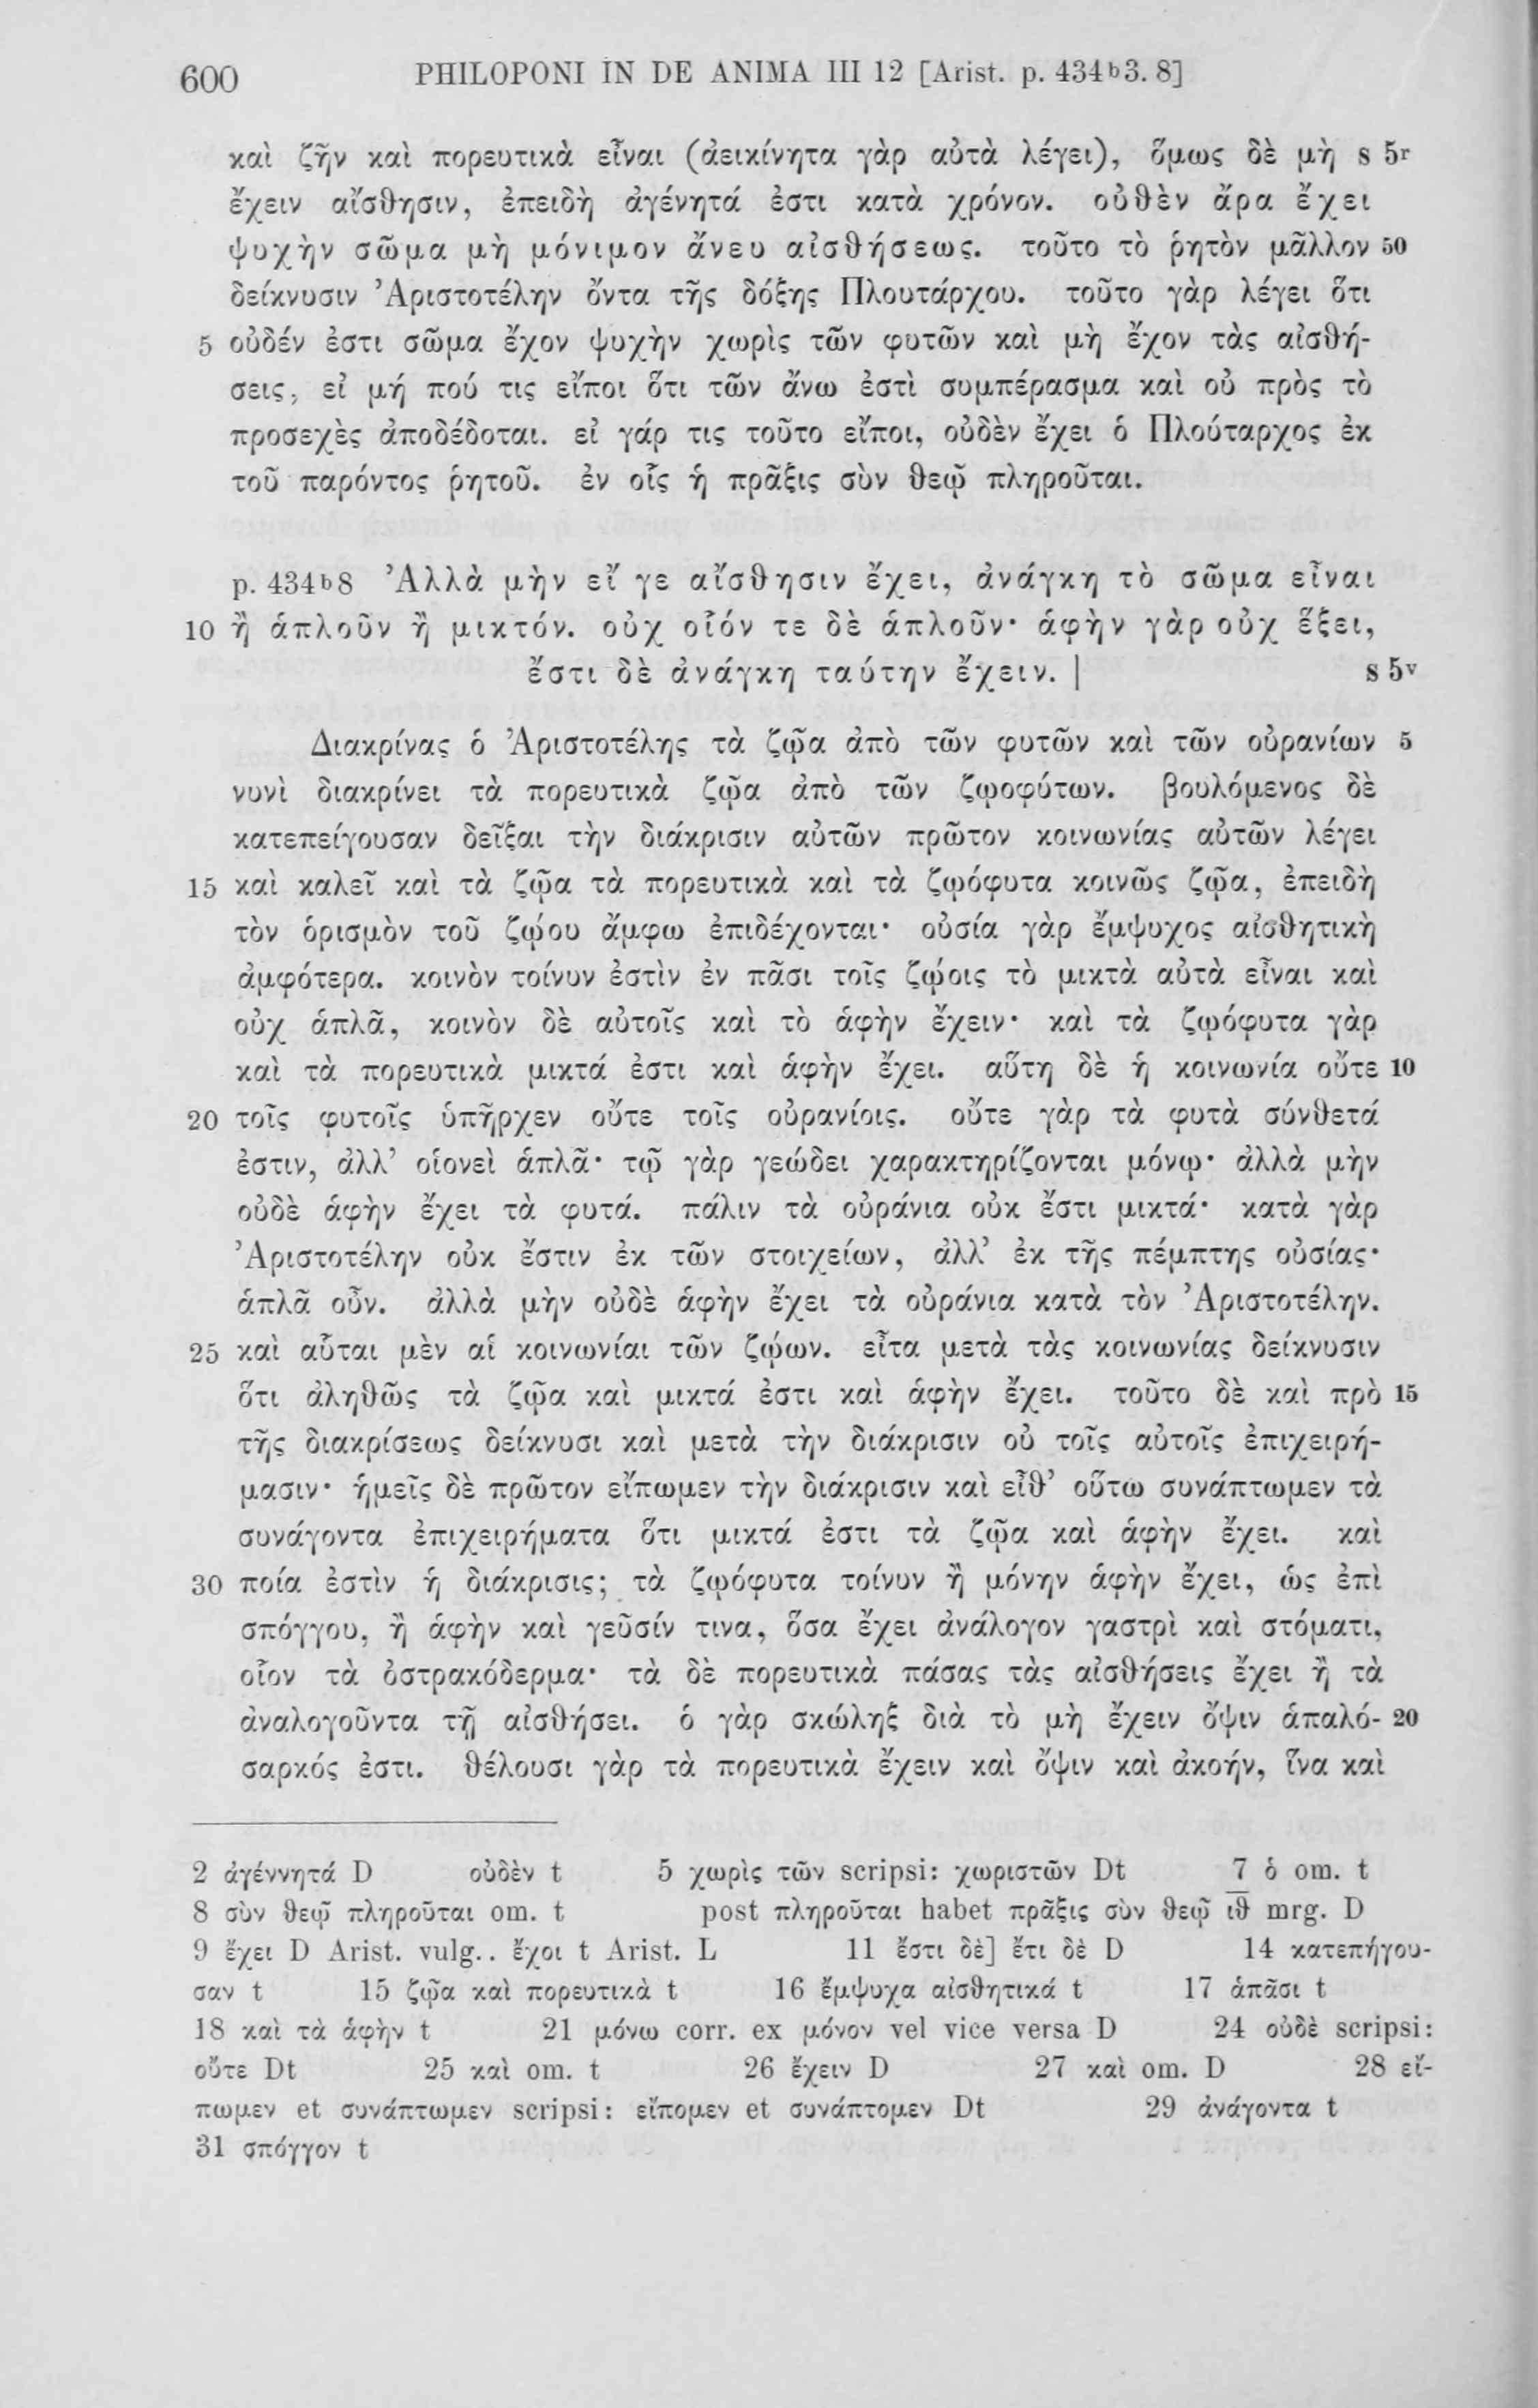 600 PHILOPONI IN DE ANIMA III 12 [Arist. p. 434b3. 8]
καὶ ζῆν καὶ πορευτικὰ εἶναι (ἀεικίνητα γὰρ αὐτὰ λέγει), ὅμως δὲ μὴ s 5r
ἔχειν αἴσθησιν, ἐπειδὴ ἀγένητά ἐστι κατὰ χρόνον. οὐθὲν ἄρα ἔχει
ψυχὴν σῶμα μὴ μόνιμον ἄνευ αἰσθήσεως. τοῦτο τὸ ῥητὸν μᾶλλον 50
δείκνυσιν Ἀριστοτέλην ὄντα τῆς δόξης Πλουτάρχου. τοῦτο γὰρ λέγει ὅτι
5 οὐδέν ἐστι σῶμα ἔχον ψυχὴν χωρὶς τῶν φυτῶν καὶ μὴ ἔχον τὰς αἰσθή-
σεις, εἰ μή πού τις εἴποι ὅτι τῶν ἄνω ἐστὶ συμπέρασμα καὶ οὐ πρὸς τὸ
προσεχὲς ἀποδέδοται. εἰ γάρ τις τοῦτο εἴποι, οὐδὲν ἔχει ὁ Πλούταρχος ἐκ
τοῦ παρόντος ῥητοῦ. ἐν οἷς ἡ πρᾶξις σὺν θεῷ πληροῦται.
p. 434b8 Ἀλλὰ μὴν εἴ γε αἴσθησιν ἔχει, ἀνάγκη τὸ σῶμα εἶναι
10 ἢ ἁπλοῦν ἢ μικτόν. οὐχ οἷόν τε δὲ ἁπλοῦν· ἁφὴν γὰρ οὐχ ἕξει,
ἔστι δὲ ἀνάγκη ταύτην ἔχειν. | s 5v
Διακρίνας ὁ Ἀριστοτέλης τὰ ζῷα ἀπὸ τῶν φυτῶν καὶ τῶν οὐρανίων 5
νυνὶ διακρίνει τὰ πορευτικὰ ζῷα ἀπὸ τῶν ζῳοφύτων. βουλόμενος δὲ
κατεπείγουσαν δεῖξαι τὴν διάκρισιν αὐτῶν πρῶτον κοινωνίας αὐτῶν λέγει
15 καὶ καλεῖ καὶ τὰ ζῷα τὰ πορευτικὰ καὶ τὰ ζῳόφυτα κοινῶς ζῷα, ἐπειδὴ
τὸν ὁρισμὸν τοῦ ζῴου ἄμφω ἐπιδέχονται· οὐσία γὰρ ἔμψυχος αἰσθητικὴ
ἀμφότερα. κοινὸν τοίνυν ἐστὶν ἐν πᾶσι τοῖς ζῴοις τὸ μικτὰ αὐτὰ εἶναι καὶ
οὐχ ἁπλᾶ, κοινὸν δὲ αὐτοῖς καὶ τὸ ἁφὴν ἔχειν· καὶ τὰ ζῳόφυτα γὰρ
καὶ τὰ πορευτικὰ μικτά ἐστι καὶ ἁφὴν ἔχει. αὕτη δὲ ἡ κοινωνία οὔτε 10
20 τοῖς φυτοῖς ὑπῆρχεν οὔτε τοῖς οὐρανίοις. οὔτε γὰρ τὰ φυτὰ σύνθετά
ἐστιν, ἀλλ’ οἱονεὶ ἁπλᾶ· τῷ γὰρ γεώδει χαρακτηρίζονται μόνῳ· ἀλλὰ μὴν
οὐδὲ ἁφὴν ἔχει τὰ φυτά. πάλιν τὰ οὐράνια οὐκ ἔστι μικτά· κατὰ γὰρ
Ἀριστοτέλην οὐκ ἔστιν ἐκ τῶν στοιχείων, ἀλλ’ ἐκ τῆς πέμπτης οὐσίας·
ἁπλᾶ οὖν. ἀλλὰ μὴν οὐδὲ ἁφὴν ἔχει τὰ οὐράνια κατὰ τὸν Ἀριστοτέλην.
25 καὶ αὗται μὲν αἱ κοινωνίαι τῶν ζῴων. εἶτα μετὰ τὰς κοινωνίας δείκνυσιν
ὅτι ἀληθῶς τὰ ζῷα καὶ μικτά ἐστι καὶ ἁφὴν ἔχει. τοῦτο δὲ καὶ πρὸ 15
τῆς διακρίσεως δείκνυσι καὶ μετὰ τὴν διάκρισιν οὐ τοῖς αὐτοῖς ἐπιχειρή-
μασιν· ἡμεῖς δὲ πρῶτον εἴπωμεν τὴν διάκρισιν καὶ εἶθ’ οὕτω συνάπτωμεν τὰ
συνάγοντα ἐπιχειρήματα ὅτι μικτά ἐστι τὰ ζῷα καὶ ἁφὴν ἔχει. καὶ
30 ποία ἐστὶν ἡ διάκρισις; τὰ ζῳόφυτα τοίνυν ἢ μόνην ἁφὴν ἔχει, ὡς ἐπὶ
σπόγγου, ἢ ἁφὴν καὶ γεῦσίν τινα, ὅσα ἔχει ἀνάλογον γαστρὶ καὶ στόματι,
οἷον τὰ ὀστρακόδερμα· τὰ δὲ πορευτικὰ πάσας τὰς αἰσθήσεις ἔχει ἢ τὰ
ἀναλογοῦντα τῇ αἰσθήσει. ὁ γὰρ σκώληξ διὰ τὸ μὴ ἔχειν ὄψιν ἁπαλό- 20
σαρκός ἐστι. θέλουσι γὰρ τὰ πορευτικὰ ἔχειν καὶ ὄψιν καὶ ἀκοήν, ἵνα καὶ
2 ἀγέννητά D οὐδὲν t 5 χωρὶς τῶν scripsi: χωριστῶν Dt 7 ὁ om. t
8 σὺν θεῷ πληροῦται om. t post πληροῦται habet πρᾶξις σὺν θεῷ ιθ mrg. D
9 ἔχει D Arist. vulg.. ἔχοι t Arist. L 11 ἔστι δὲ] ἔτι δὲ D 14 κατεπήγου-
σαν t 15 ζῷα καὶ πορευτικὰ t 16 ἔμψυχα αἰσθητικά t 17 ἁπᾶσι t
18 καὶ τὰ ἁφὴν t 21 μόνω corr. ex μόνον vel vice versa D 24 οὐδὲ scripsi:
οὔτε Dt 25 καὶ om. t 26 ἔχειν D 27 καὶ om. D 28 εἴ-
πωμεν et συνάπτωμεν scripsi: εἴπομεν et συνάπτομεν Dt 29 ἀνάγοντα t
31 σπόγγον t